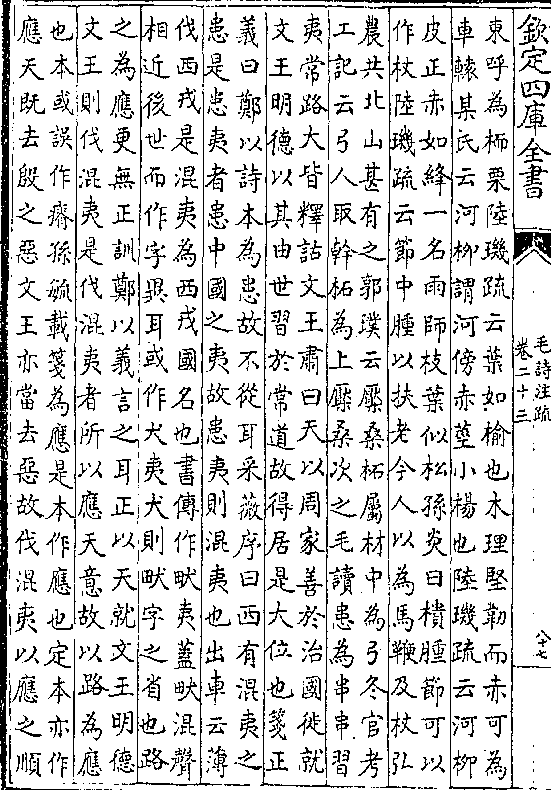 欽定四庫全書
毛詩注疏
卷二十三
東呼為栭栗陸璣疏云葉如榆也木理堅韌而赤可為
車轅某氏云河柳謂河傍赤莖小楊也陸璣疏云河柳
皮正赤如絳一名雨師枝葉似松孫炎曰樻腫節可以
作杖陸璣疏云節中腫以扶老今人以為馬鞭及杖弘
農共北山甚有之郭璞云檿桑柘屬材中為弓冬官考
工記云弓人取幹柘為上檿桑次之毛讀患為串串習
夷常路大皆釋詁文王肅曰天以周家善於治國徙就
文王明德以其由世習於常道故得居是大位也箋正
義曰鄭以詩本為患故不從耳采薇序曰西有混夷之
患是患夷者患中國之夷故患夷則混夷也出車云薄
伐西戎是混夷為西戎國名也書傳作畎夷蓋畎混聲
相近後世而作字異耳或作犬夷犬則畎字之省也路
之為應更無正訓鄭以義言之耳正以天就文王明德
文王則伐混夷是伐混夷者所以應天意故以路為應
也本或誤作瘠孫毓載箋為應是本作應也定本亦作
應天既去殷之惡文王亦當去惡故伐混夷以應之順